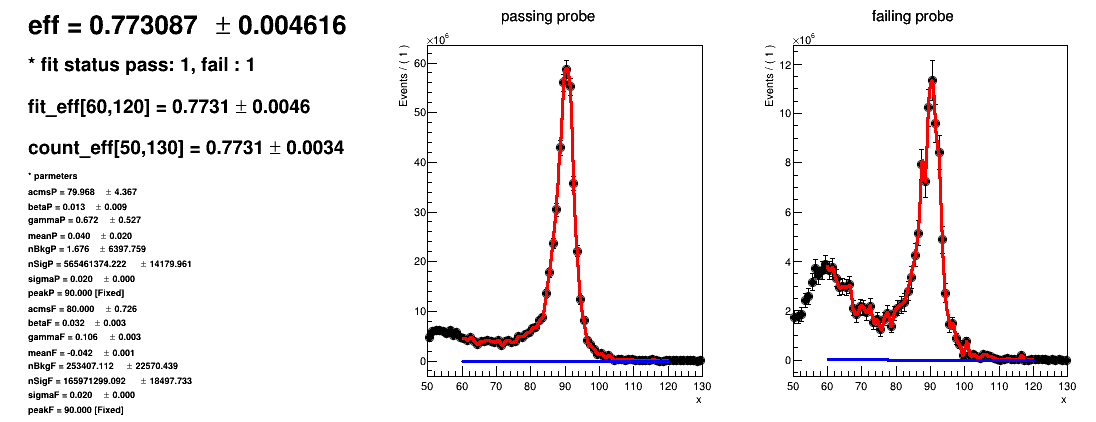 eff = 0.773087 ± 0.004616
* fit status pass: 1, fail : 1
fit_eff[60,120] = 0.7731 ± 0.0046
count_eff[50,130] = 0.7731 ± 0.0034
* parmeters
acmsP = 79.968 ± 4.367
betaP = 0.013 ± 0.009
gammaP = 0.672 ± 0.527
meanP = 0.040 ± 0.020
nBkgP = 1.676 ± 6397.759
nSigP = 565461374.222 ± 14179.961
sigmaP = 0.020 ± 0.000
peakP = 90.000 [Fixed]
acmsF = 80.000 ± 0.726
betaF = 0.032 ± 0.003
gammaF = 0.106 ± 0.003
meanF = -0.042 ± 0.001
nBkgF = 253407.112 ± 22570.439
nSigF = 165971299.092 ± 18497.733
sigmaF = 0.020 ± 0.000
peakF = 90.000 [Fixed]
passing probe
×10⁶
Events / ( 1 )
60
50
40
30
20
10
0
50 60 70 80 90 100 110 120 130
x
failing probe
×10⁶
Events / ( 1 )
12
10
8
6
4
2
0
50 60 70 80 90 100 110 120 130
x